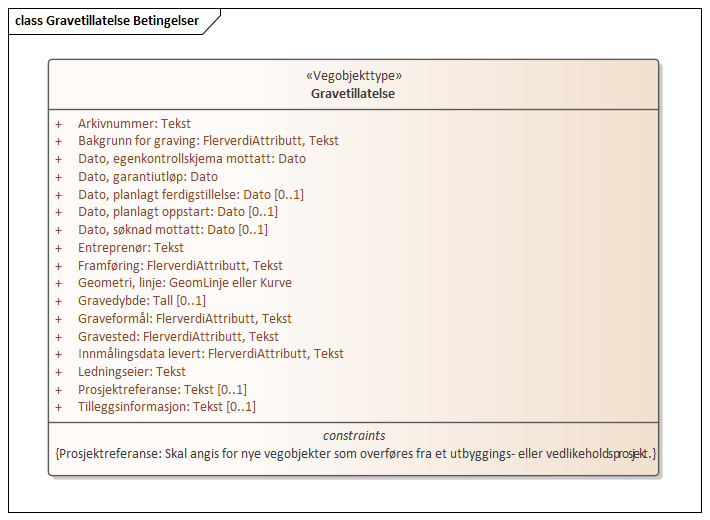 class Gravetillatelse Betingelser
«Vegobjekttype»
Gravetillatelse
+ Arkivnummer: Tekst
+ Bakgrunn for graving: FlerverdiAttributt, Tekst
+ Dato, egenkontrollskjema mottatt: Dato
+ Dato, garantiutløp: Dato
+ Dato, planlagt ferdigstillelse: Dato [0..1]
+ Dato, planlagt oppstart: Dato [0..1]
+ Dato, søknad mottatt: Dato [0..1]
+ Entreprenør: Tekst
+ Framføring: FlerverdiAttributt, Tekst
+ Geometri, linje: GeomLinje eller Kurve
+ Gravedybde: Tall [0..1]
+ Graveformål: FlerverdiAttributt, Tekst
+ Gravested: FlerverdiAttributt, Tekst
+ Innmålingsdata levert: FlerverdiAttributt, Tekst
+ Ledningseier: Tekst
+ Prosjektreferanse: Tekst [0..1]
+ Tilleggsinformasjon: Tekst [0..1]
constraints
{Prosjektreferanse: Skal angis for nye vegobjekter som overføres fra et utbyggings- eller vedlikeholdsprosjekt.}